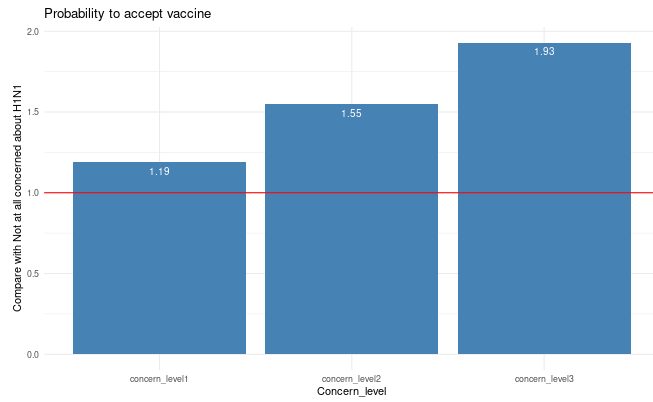 Probability to accept vaccine
Compare with Not at all concerned about H1N1
2.0
1.5
1.0
0.5
0.0
1.19
1.55
1.93
concern_level1
concern_level2
concern_level3
Concern_level